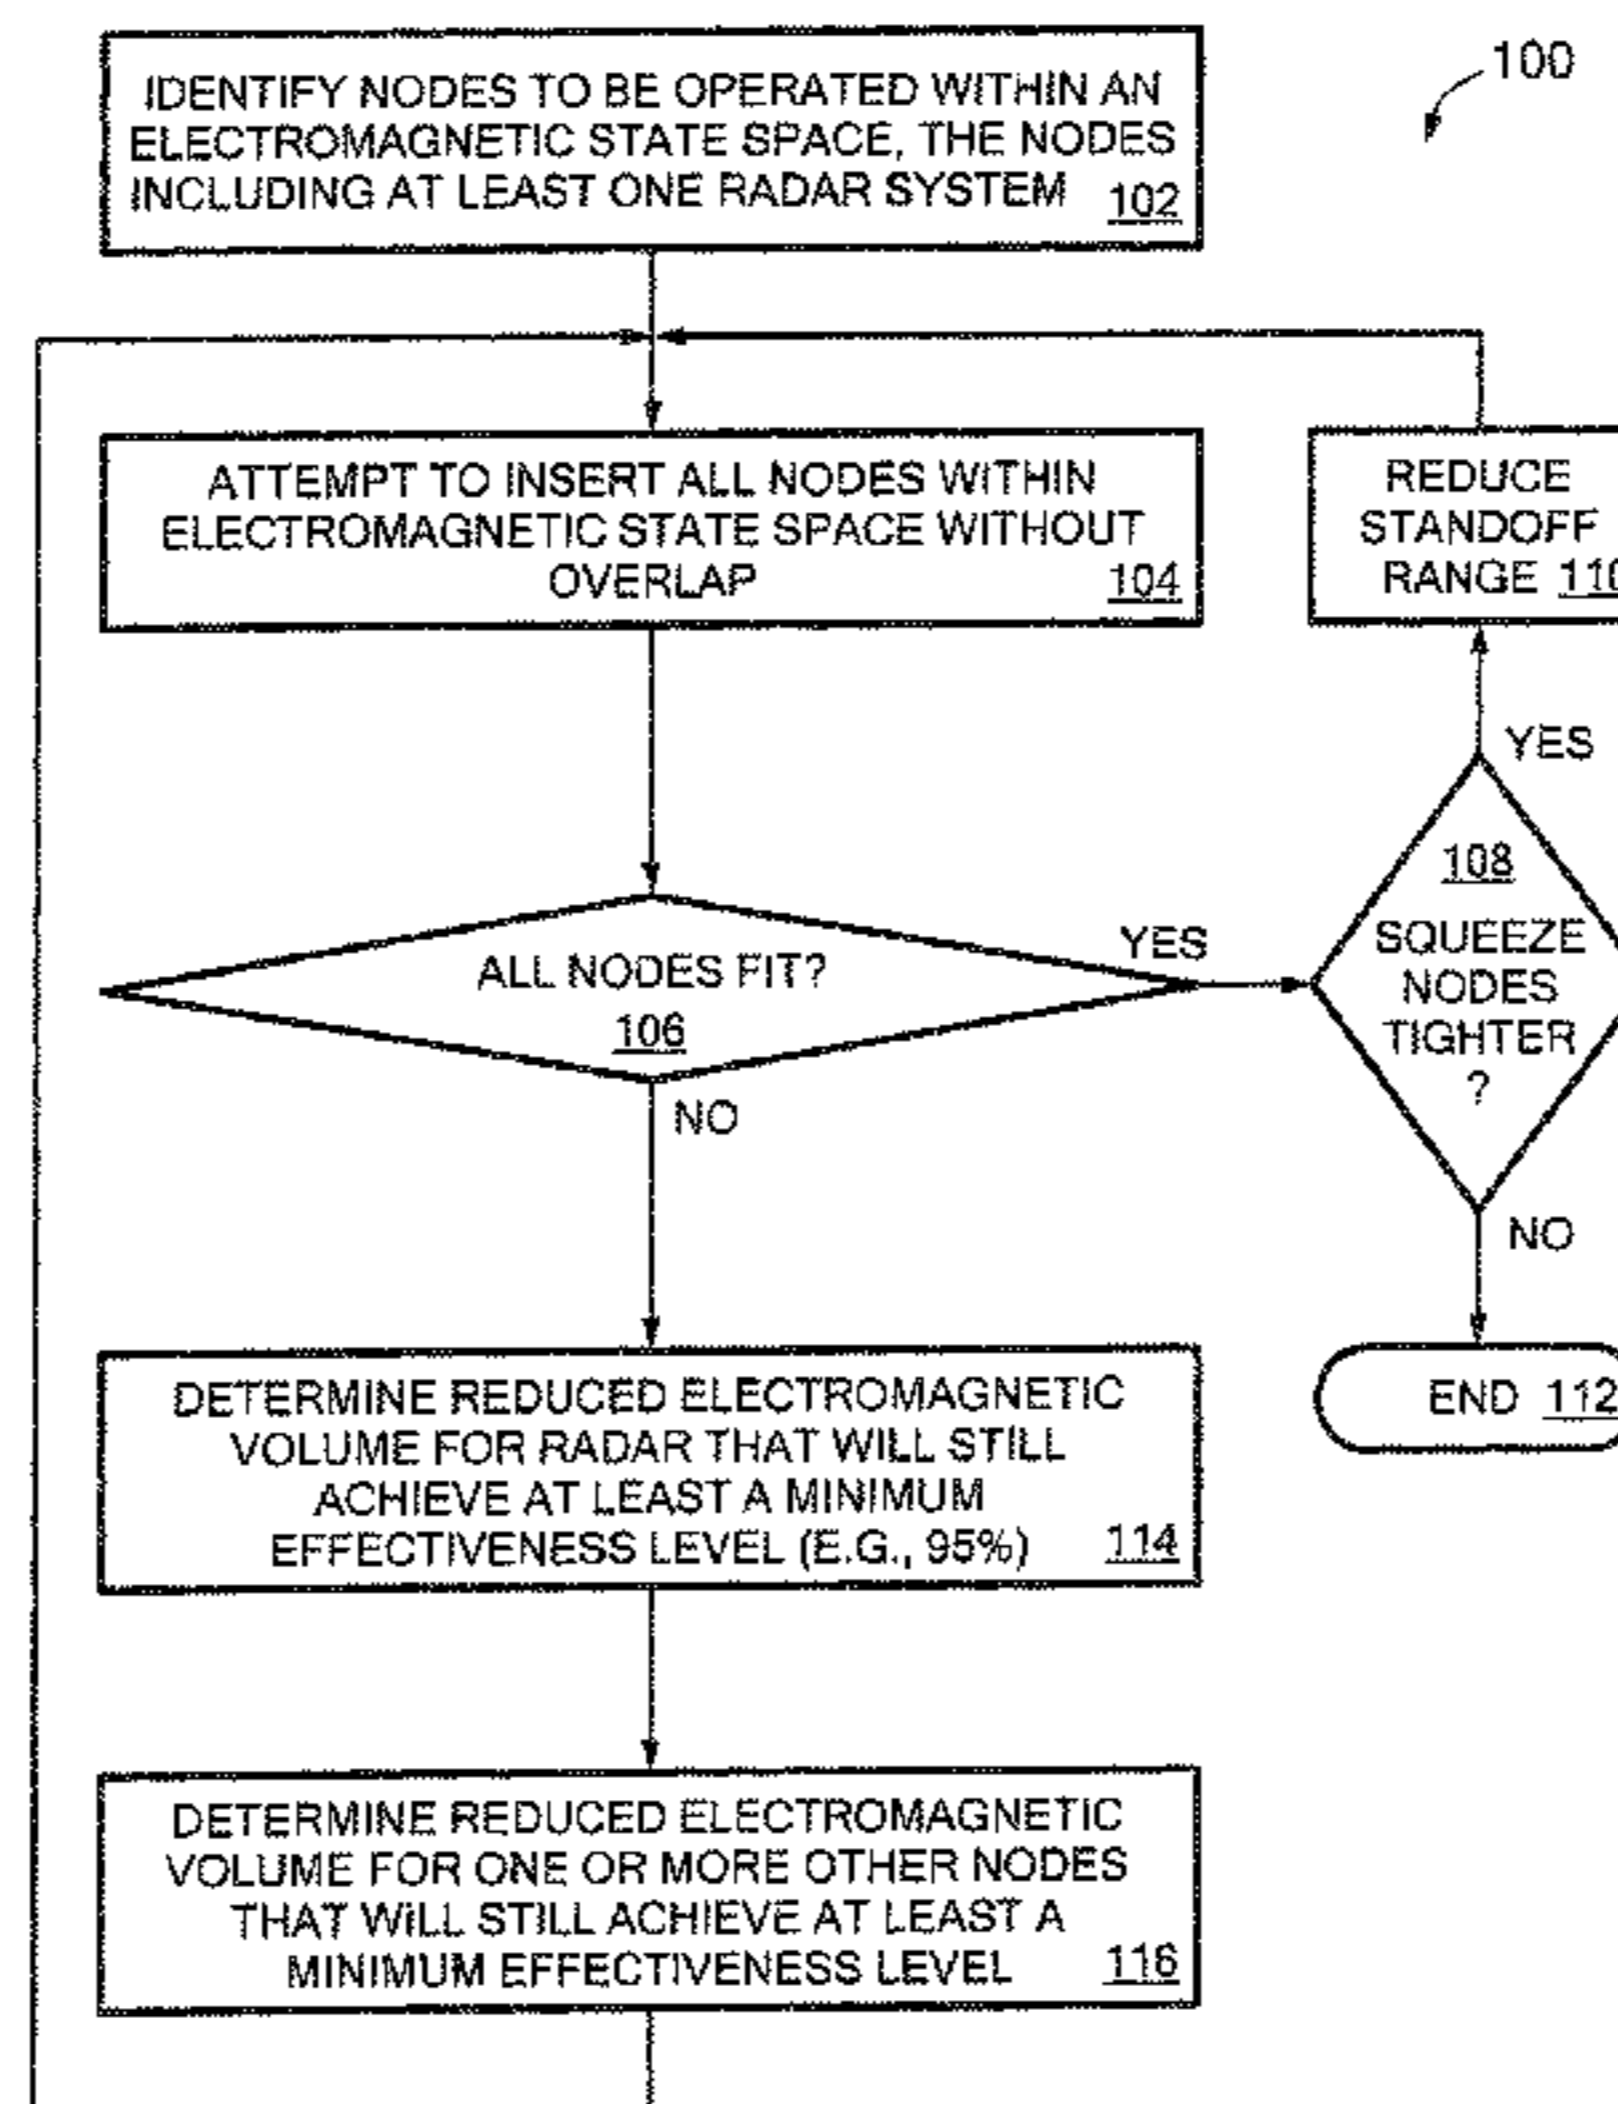 100
IDENTIFY NODES TO BE OPERATED WITHIN AN
ELECTROMAGNETIC STATE SPACE, THE NODES
INCLUDING AT LEAST ONE RADAR SYSTEM 102
ATTEMPT TO INSERT ALL NODES WITHIN
ELECTROMAGNETIC STATE SPACE WITHOUT
OVERLAP 104
REDUCE
STANDOFF
RANGE 110
YES
108
SQUEEZE
NODES
TIGHTER
?
NO
END 112
ALL NODES FIT?
106
YES
NO
DETERMINE REDUCED ELECTROMAGNETIC
VOLUME FOR RADAR THAT WILL STILL
ACHIEVE AT LEAST A MINIMUM
EFFECTIVENESS LEVEL (E.G., 95%) 114
DETERMINE REDUCED ELECTROMAGNETIC
VOLUME FOR ONE OR MORE OTHER NODES
THAT WILL STILL ACHIEVE AT LEAST A
MINIMUM EFFECTIVENESS LEVEL 116